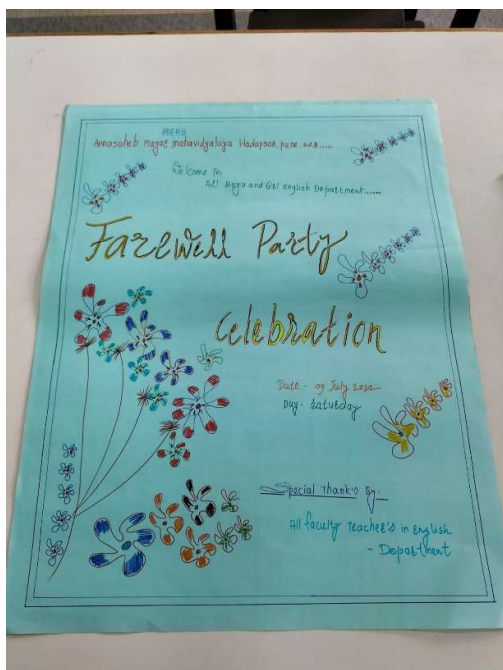 PDEA'S
Annasaheb Magar mahavidyalaya Hadapsar, pune 028.....
Welcome to,
All Boys and Girl English Department.....
Farewell Party
Celebration
Date - 09 July 2022
Day - Saturday
Special Thank's By.
All faculty Teacher's in English
- Department